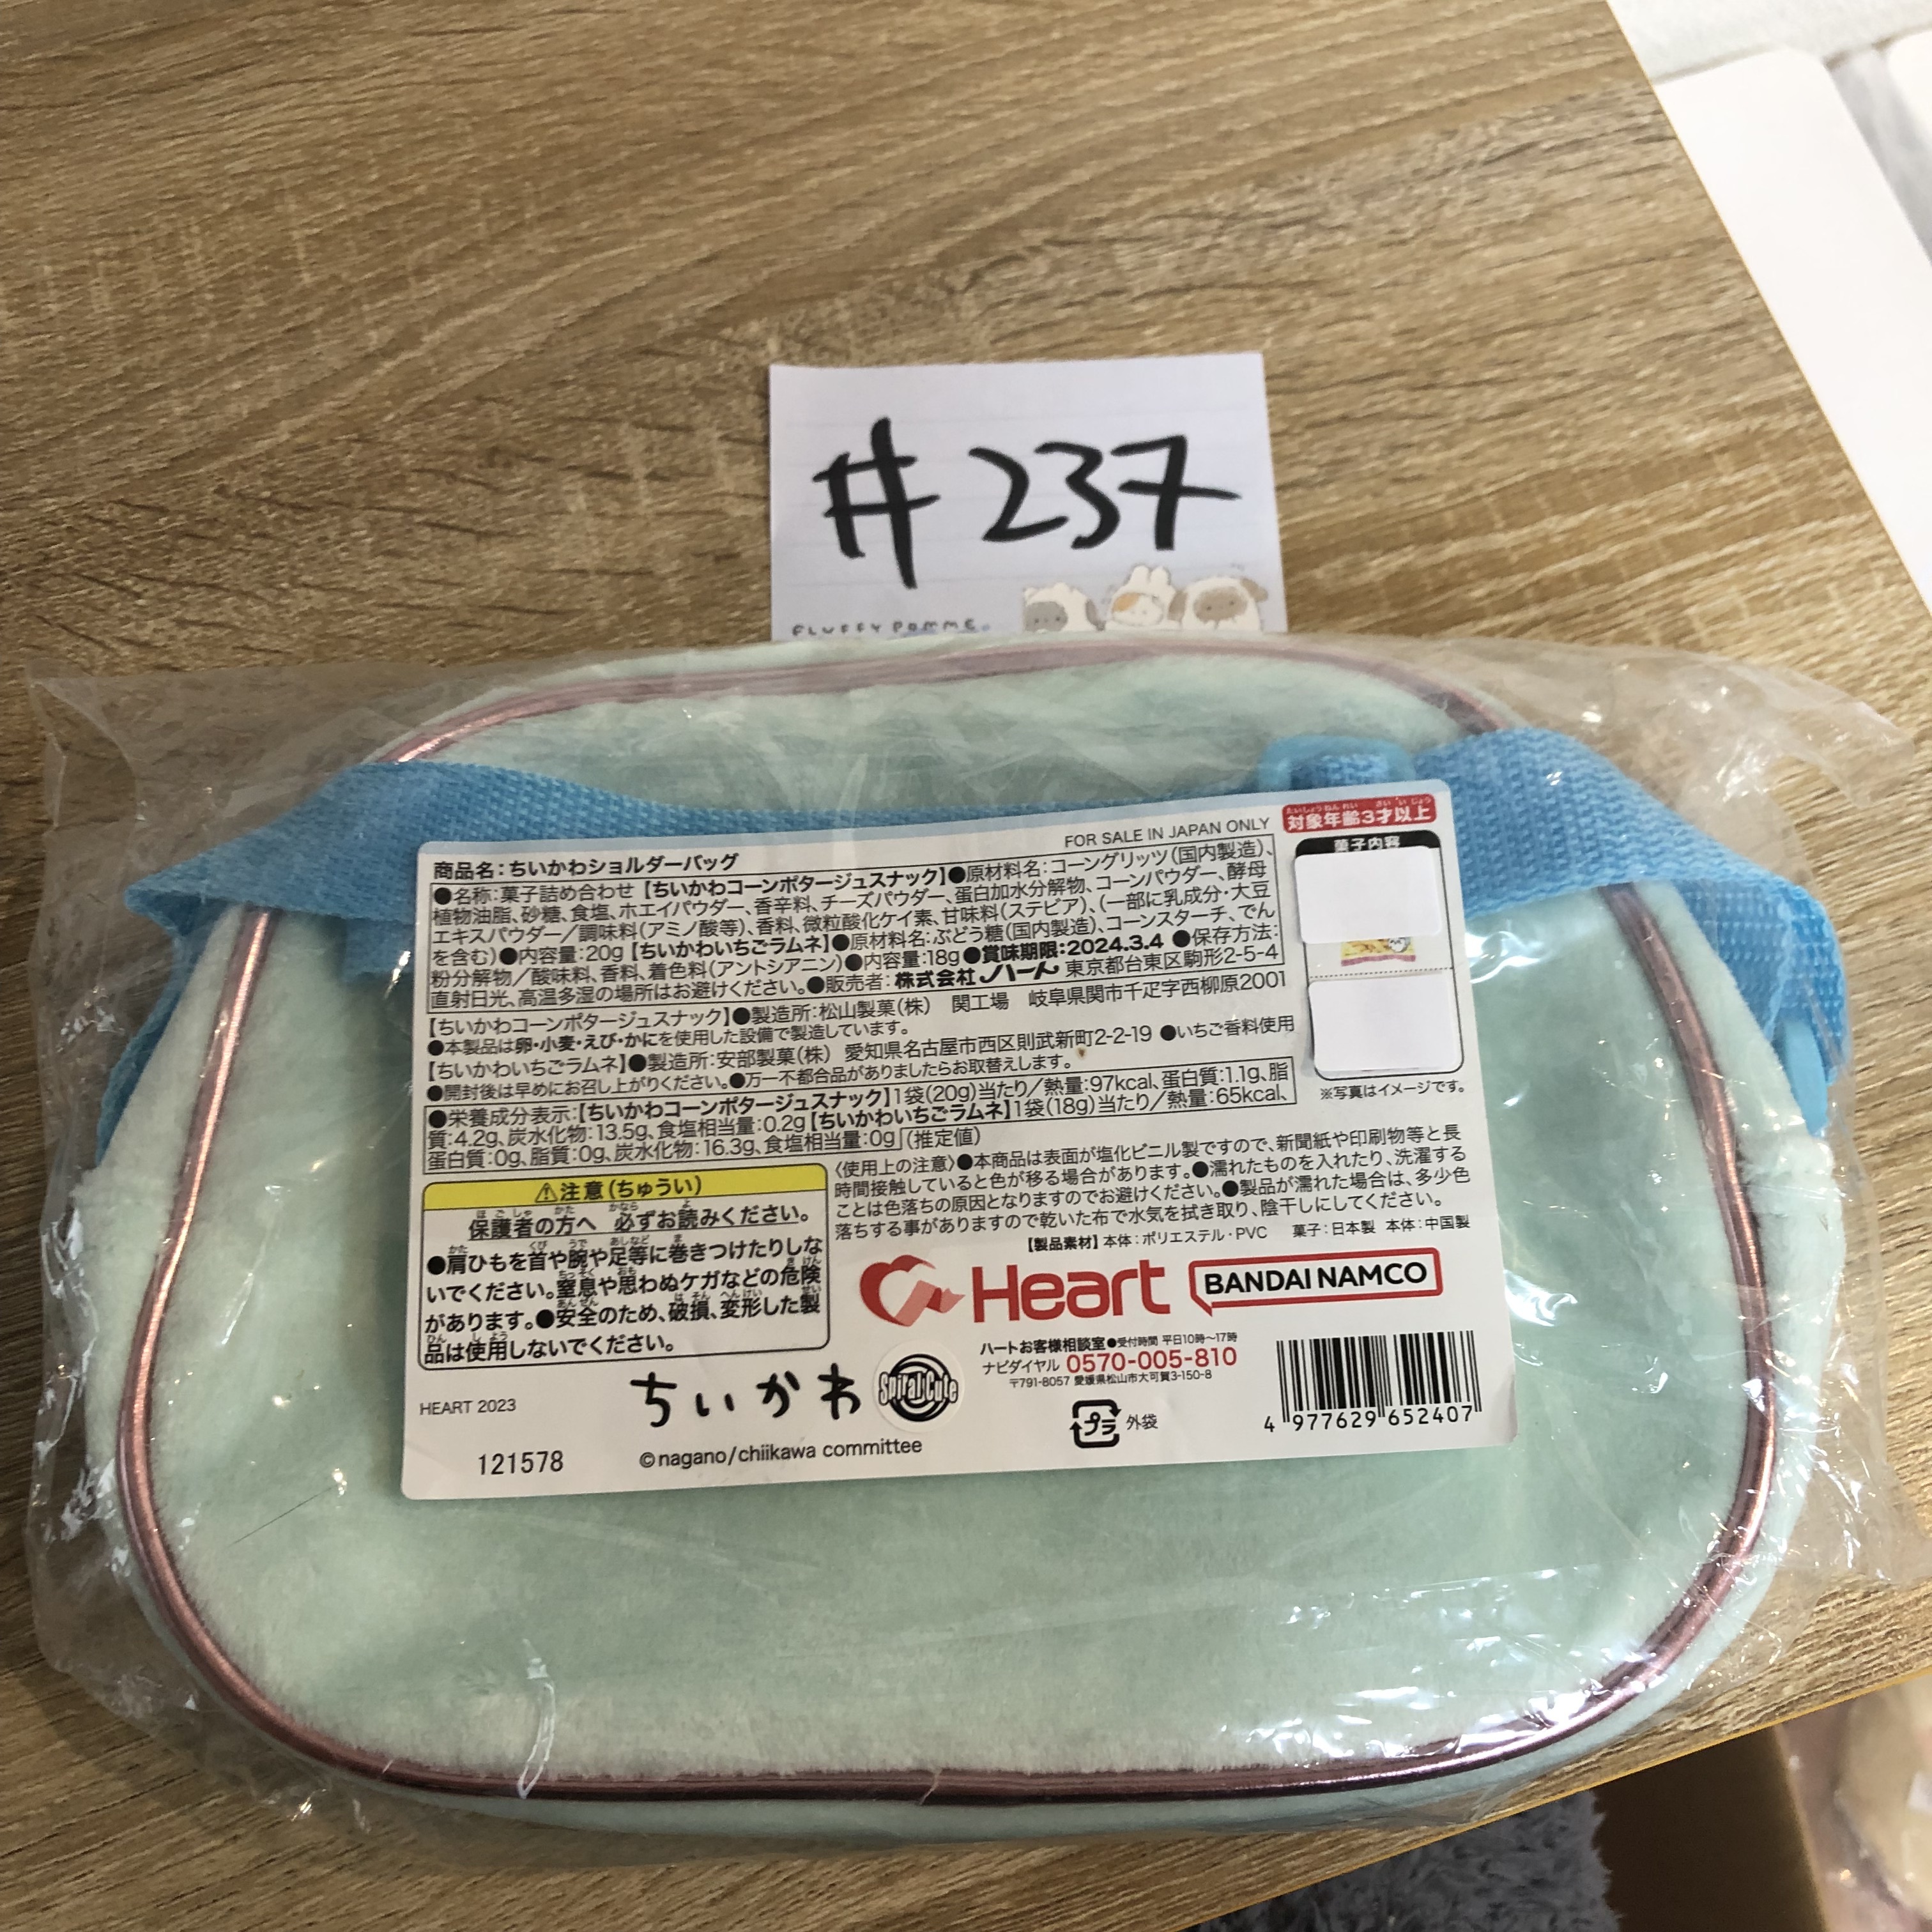 #237
FLUFFY POMME
FOR SALE IN JAPAN ONLY
対象年齢3才以上
菓子内容
商品名：ちいかわショルダーバッグ
●名称：菓子詰め合わせ【ちいかわコーンポタージュスナック】●原材料名：コーングリッツ（国内製造）、
植物油脂、砂糖、食塩、ホエイパウダー、香辛料、チーズパウダー、蛋白加水分解物、コーンパウダー、酵母
エキスパウダー／調味料（アミノ酸等）、香料、微粒酸化ケイ素、甘味料（ステビア）、（一部に乳成分・大豆
を含む）●内容量：20g【ちいかわいちごラムネ】●原材料名：ぶどう糖（国内製造）、コーンスターチ、でん
粉分解物／酸味料、香料、着色料（アントシアニン）●内容量：18g●賞味期限：2024.3.4 ●保存方法：
直射日光、高温多湿の場所はお避けください。●販売者：株式会社ハート 東京都台東区駒形2-5-4
【ちいかわコーンポタージュスナック】●製造所：松山製菓（株） 関工場 岐阜県関市千疋字西柳原2001
●本製品は卵・小麦・えび・かにを使用した設備で製造しています。
【ちいかわいちごラムネ】●製造所：安部製菓（株） 愛知県名古屋市西区則武新町2-2-19 ●いちご香料使用
●開封後は早めにお召し上がりください。●万一不都合品がありましたらお取替えします。
※写真はイメージです。
●栄養成分表示：【ちいかわコーンポタージュスナック】1袋（20g）当たり／熱量：97kcal、蛋白質：1.1g、脂
質：4.2g、炭水化物：13.5g、食塩相当量：0.2g【ちいかわいちごラムネ】1袋（18g）当たり／熱量：65kcal、
蛋白質：0g、脂質：0g、炭水化物：16.3g、食塩相当量：0g（推定値）
⚠注意（ちゅうい）
保護者の方へ 必ずお読みください。
●肩ひもを首や腕や足等に巻きつけたりしな
いでください。窒息や思わぬケガなどの危険
があります。●安全のため、破損、変形した製
品は使用しないでください。
〈使用上の注意〉●本商品は表面が塩化ビニル製ですので、新聞紙や印刷物等と長
時間接触していると色が移る場合があります。●濡れたものを入れたり、洗濯する
ことは色落ちの原因となりますのでお避けください。●製品が濡れた場合は、多少色
落ちする事がありますので乾いた布で水気を拭き取り、陰干しにしてください。
【製品素材】本体：ポリエステル・PVC 菓子：日本製 本体：中国製
Heart BANDAI NAMCO
ハートお客様相談室●受付時間 平日10時〜17時
ナビダイヤル 0570-005-810
〒791-8057 愛媛県松山市大可賀3-150-8
プラ 外袋
4 977629 652407
HEART 2023
ちいかわ
Spiral Cute
121578
©nagano/chiikawa committee